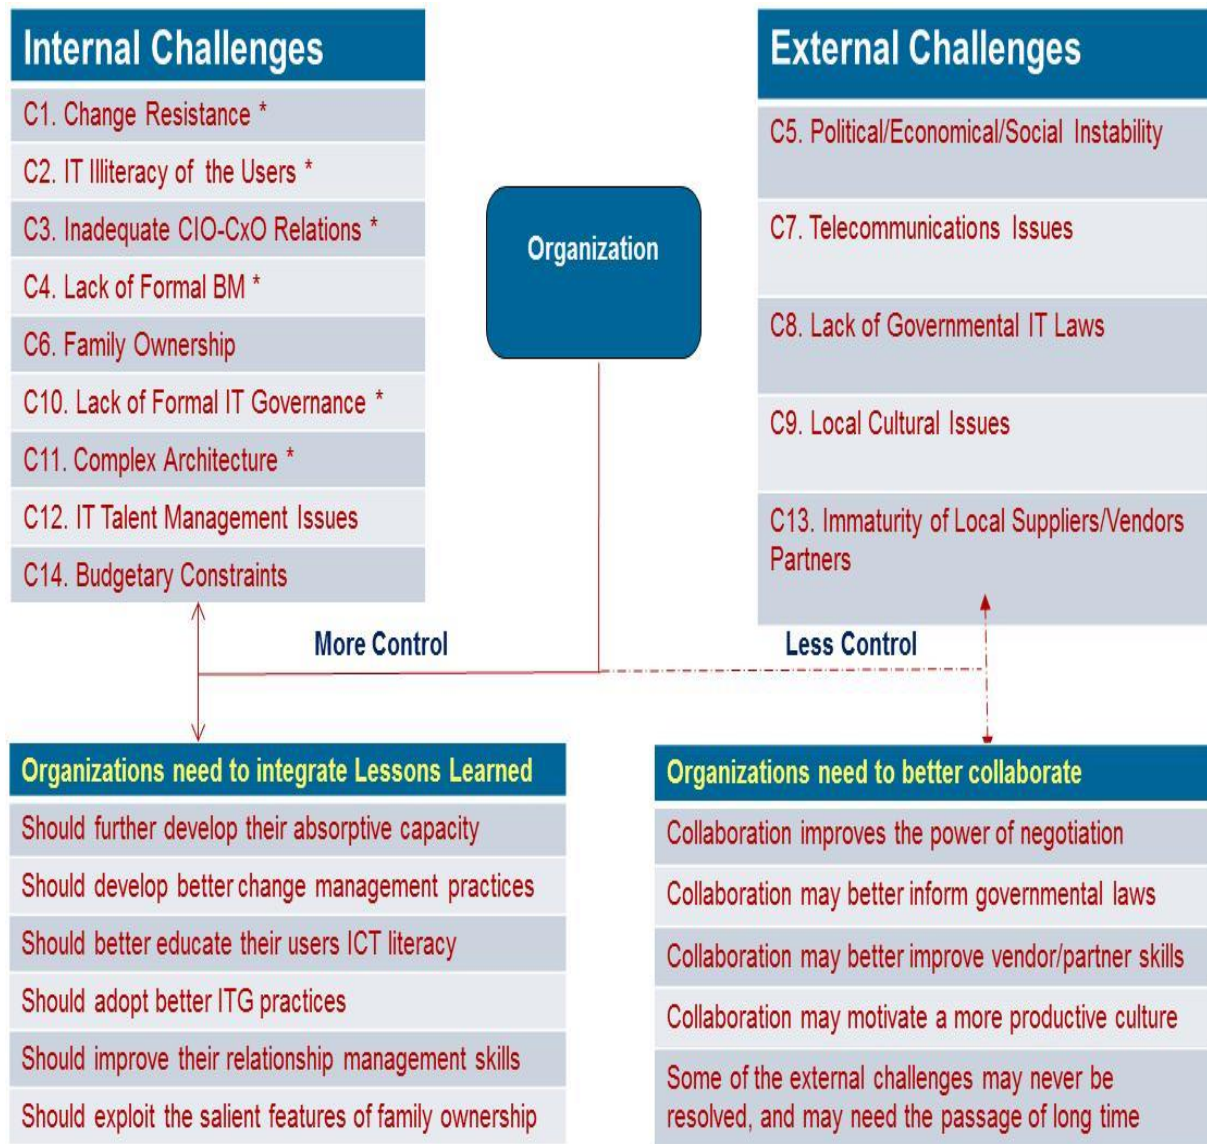 Internal Challenges
C1. Change Resistance *
C2. IT Illiteracy of the Users *
C3. Inadequate CIO-CxO Relations *
C4. Lack of Formal BM *
C6. Family Ownership
C10. Lack of Formal IT Governance *
C11. Complex Architecture *
C12. IT Talent Management Issues
C14. Budgetary Constraints
Organization
External Challenges
C5. Political/Economical/Social Instability
C7. Telecommunications Issues
C8. Lack of Governmental IT Laws
C9. Local Cultural Issues
C13. Immaturity of Local Suppliers/Vendors
Partners
More Control
Less Control
Organizations need to integrate Lessons Learned
Should further develop their absorptive capacity
Should develop better change management practices
Should better educate their users ICT literacy
Should adopt better ITG practices
Should improve their relationship management skills
Should exploit the salient features of family ownership
Organizations need to better collaborate
Collaboration improves the power of negotiation
Collaboration may better inform governmental laws
Collaboration may better improve vendor/partner skills
Collaboration may motivate a more productive culture
Some of the external challenges may never be
resolved, and may need the passage of long time